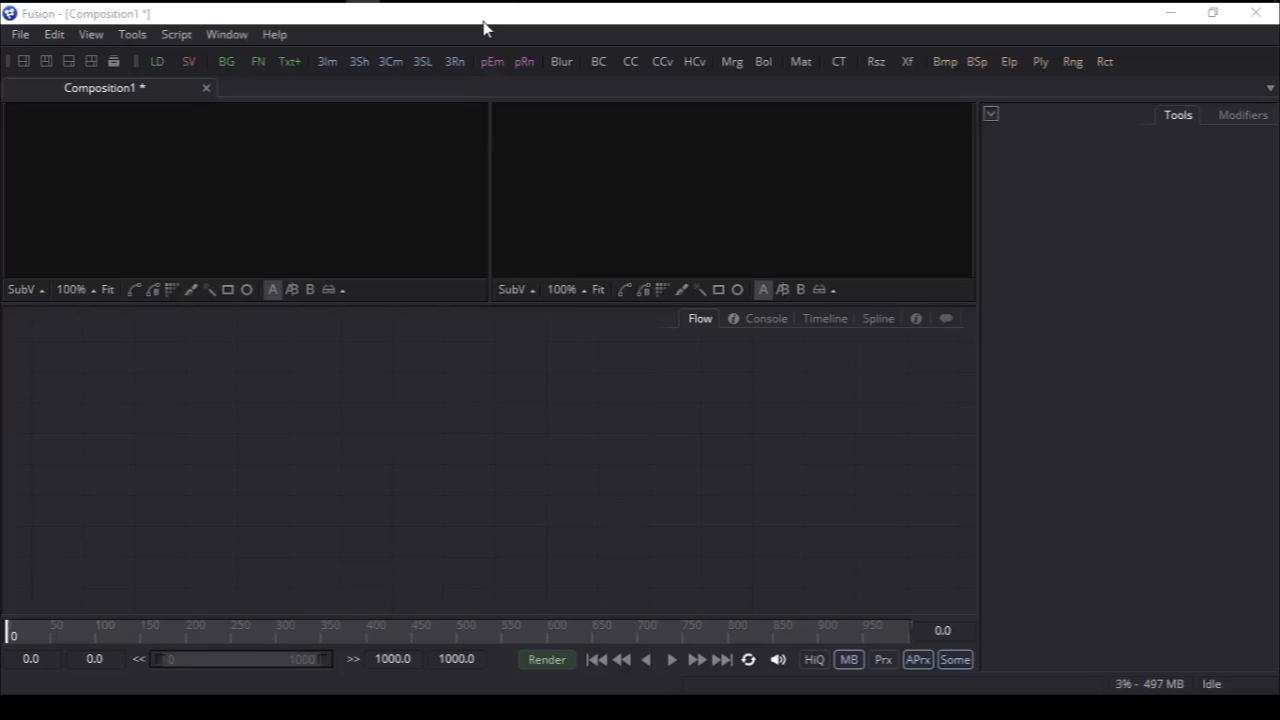 Fusion - [Composition1 *]
File Edit View Tools Script Window Help
LD SV BG FN Txt+ 3Im 3Sh 3Cm 3SL 3Rn pEm pRn Blur BC CC CCv HCv Mrg Bol Mat CT Rsz Xf Bmp BSp Elp Ply Rng Rct
Composition1 *
Tools Modifiers
SubV 100% Fit A A/B B SubV 100% Fit A A/B B
Flow Console Timeline Spline
0 50 100 150 200 250 300 350 400 450 500 550 600 650 700 750 800 850 900 950 0.0
0.0 0.0 << 0 1000 >> 1000.0 1000.0 Render HiQ MB Prx APrx Some
3% - 497 MB Idle